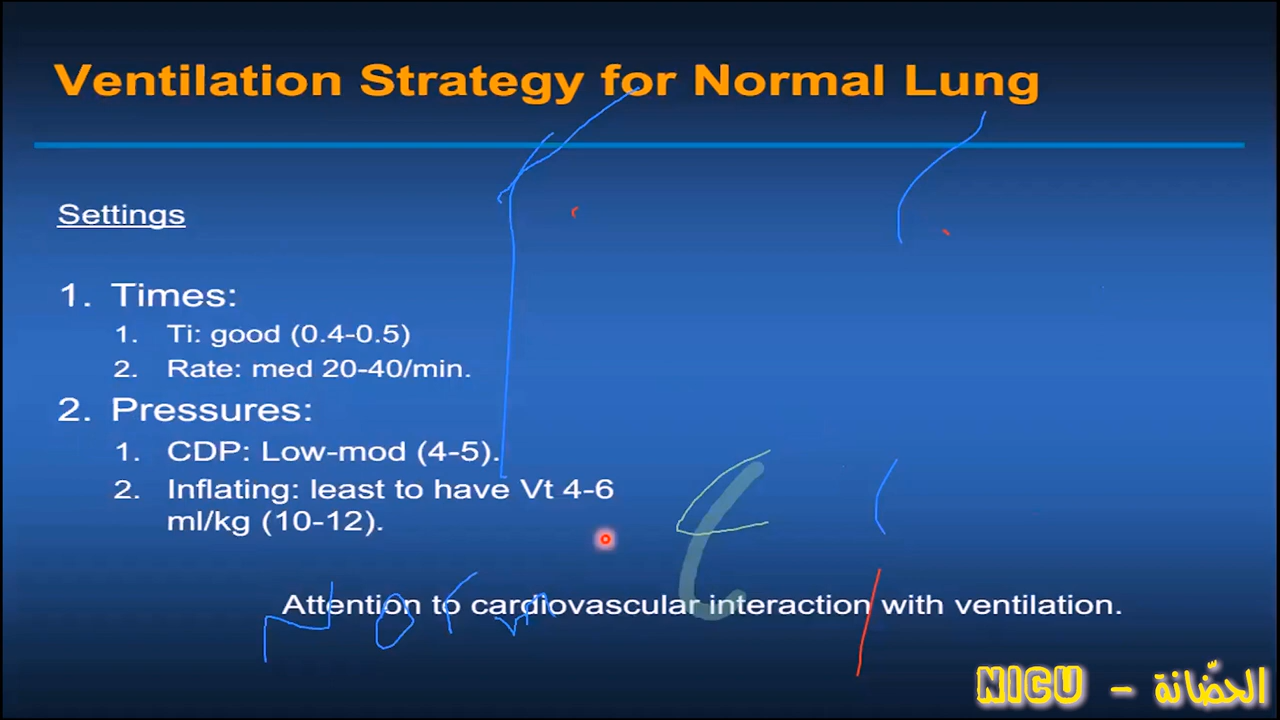 Ventilation Strategy for Normal Lung
Settings
1. Times:
1. Ti: good (0.4-0.5)
2. Rate: med 20-40/min.
2. Pressures:
1. CDP: Low-mod (4-5).
2. Inflating: least to have Vt 4-6
ml/kg (10-12).
Attention to cardiovascular interaction with ventilation.
Norm
NICU - الحضّانة